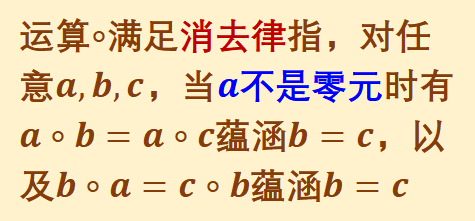 运算∘满足消去律指，对任
意a, b, c，当a不是零元时有
a ∘ b = a ∘ c蕴涵b = c，以
及b ∘ a = c ∘ b蕴涵b = c